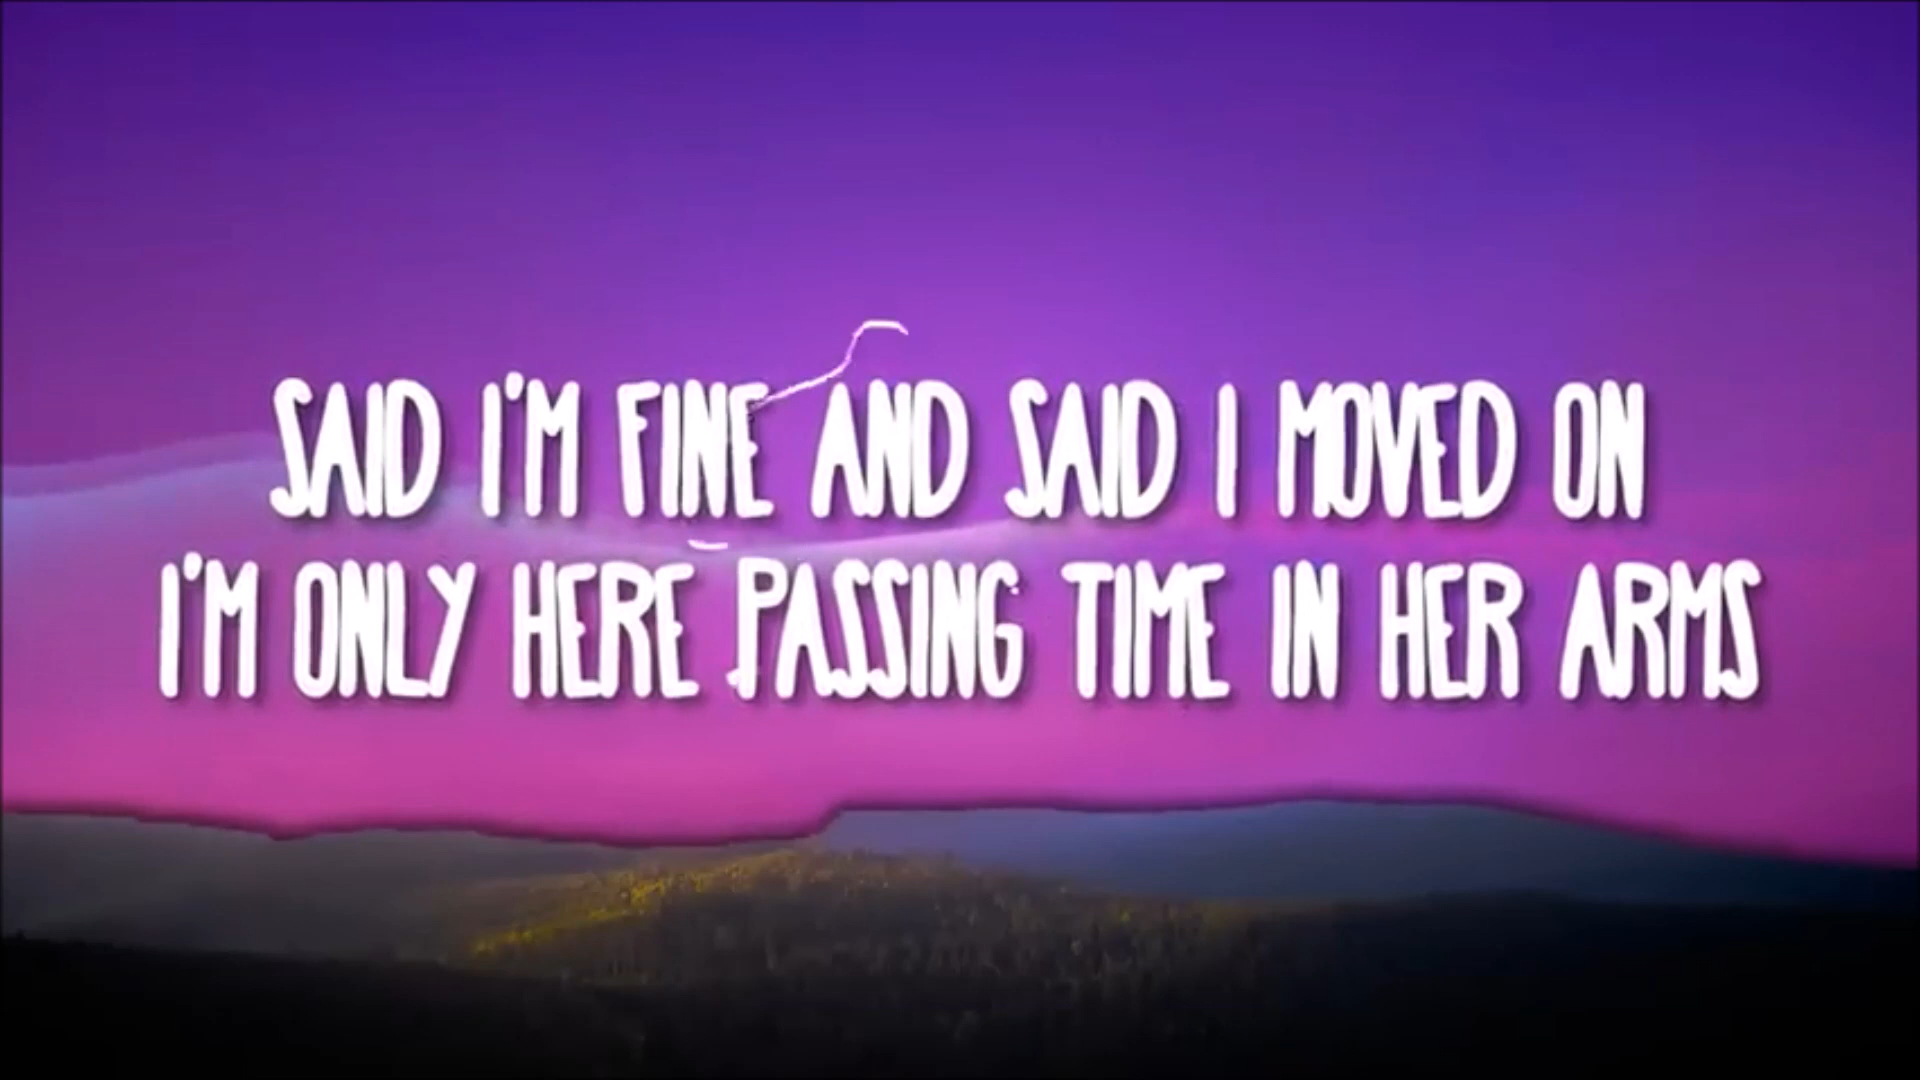 SAID I'M FINE AND SAID I MOVED ON
I'M ONLY HERE PASSING TIME IN HER ARMS